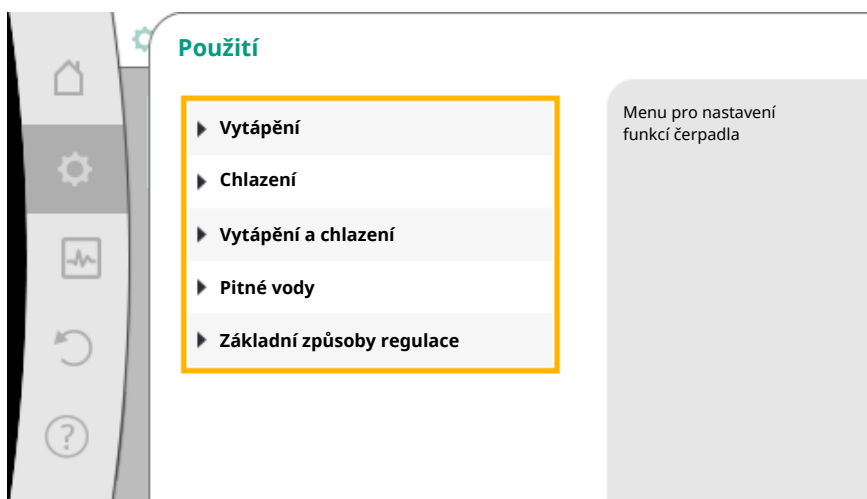 Použití
Vytápění
Chlazení
Vytápění a chlazení
Pitné vody
Základní způsoby regulace
Menu pro nastavení
funkcí čerpadla
?